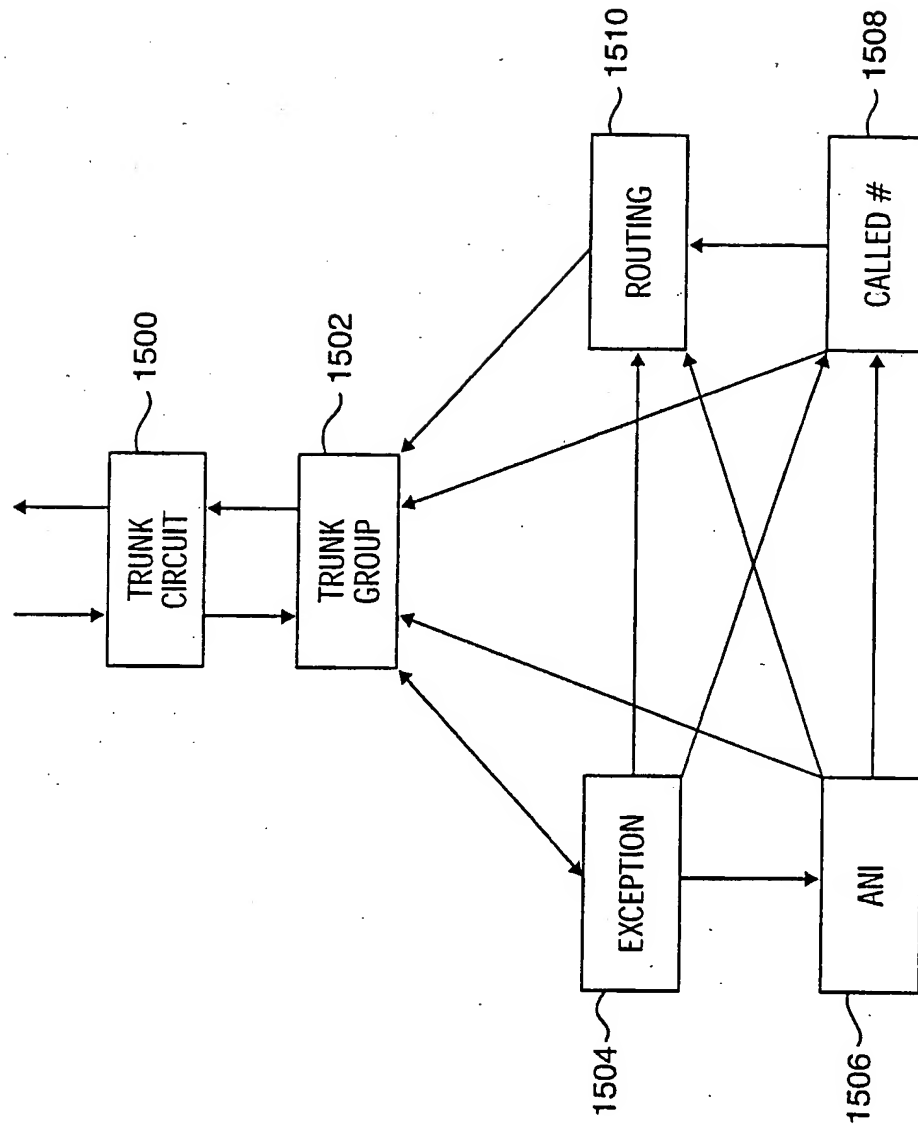 1500
TRUNK
CIRCUIT
1502
TRUNK
GROUP
1504
EXCEPTION
1510
ROUTING
1506
ANI
1508
CALLED #